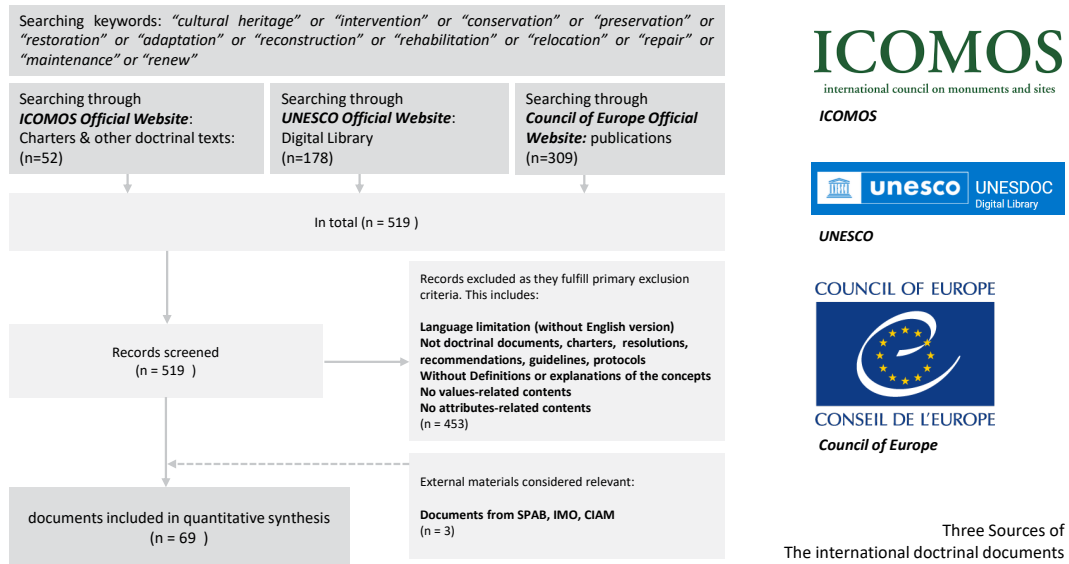 Searching keywords: “cultural heritage” or “intervention” or “conservation” or “preservation” or
“restoration” or “adaptation” or “reconstruction” or “rehabilitation” or “relocation” or “repair” or
“maintenance” or “renew”
Searching through
ICOMOS Official Website:
Charters & other doctrinal texts:
(n=52)
Searching through
UNESCO Official Website:
Digital Library
(n=178)
Searching through
Council of Europe Official
Website: publications
(n=309)
In total (n = 519 )
Records screened
(n = 519 )
Records excluded as they fulfill primary exclusion
criteria. This includes:
Language limitation (without English version)
Not doctrinal documents, charters, resolutions,
recommendations, guidelines, protocols
Without Definitions or explanations of the concepts
No values-related contents
No attributes-related contents
(n = 453)
External materials considered relevant:
Documents from SPAB, IMO, CIAM
(n = 3)
documents included in quantitative synthesis
(n = 69 )
ICOMOS
international council on monuments and sites
ICOMOS
unesco
UNESDOC
Digital Library
UNESCO
COUNCIL OF EUROPE
CONSEIL DE L'EUROPE
Council of Europe
Three Sources of
The international doctrinal documents